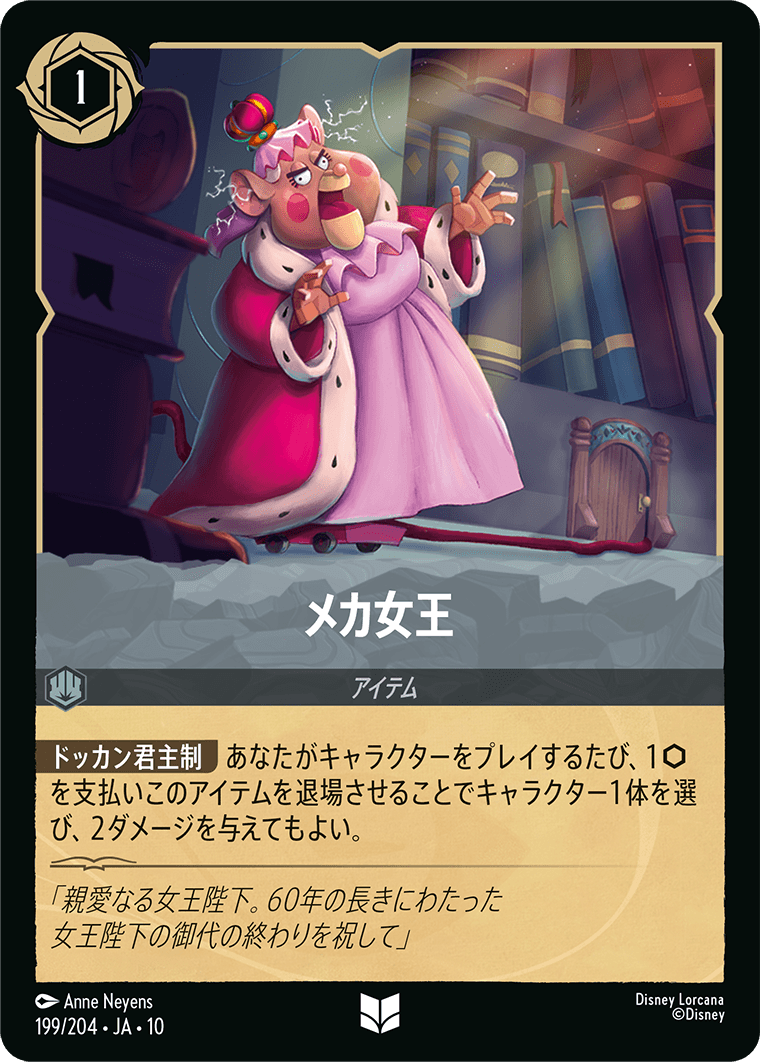 1
メカ女王
アイテム
ドッカン君主制 あなたがキャラクターをプレイするたび、1⬡
を支払いこのアイテムを退場させることでキャラクター1体を選
び、2ダメージを与えてもよい。
「親愛なる女王陛下。60年の長きにわたった
女王陛下の御代の終わりを祝して」
Anne Neyens
199/204 • JA • 10
Disney Lorcana
©Disney